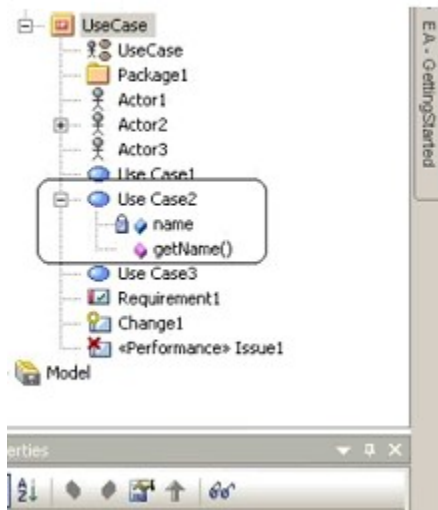 UseCase
UseCase
Package1
Actor1
Actor2
Actor3
Use Case1
Use Case2
name
getName()
Use Case3
Requirement1
Change1
«Performance» Issue1
Model
erties
EA - GettingStarted